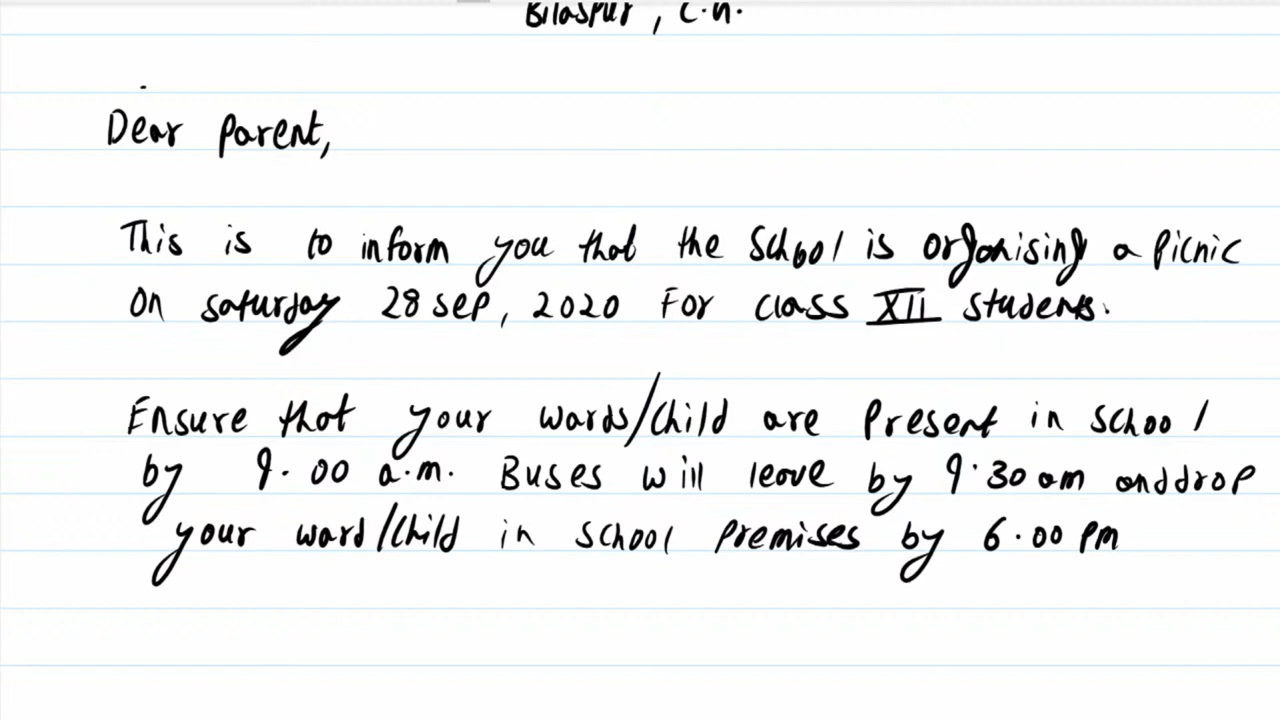 Bilaspur, C.H.
Dear Parent,
This is to inform you that the School is organising a Picnic
on saturday 28 sep, 2020 For class XII students.
Ensure that your wards/child are Present in school
by 9.00 a.m. Buses will leave by 9.30 am and drop
your ward/child in school premises by 6.00 pm